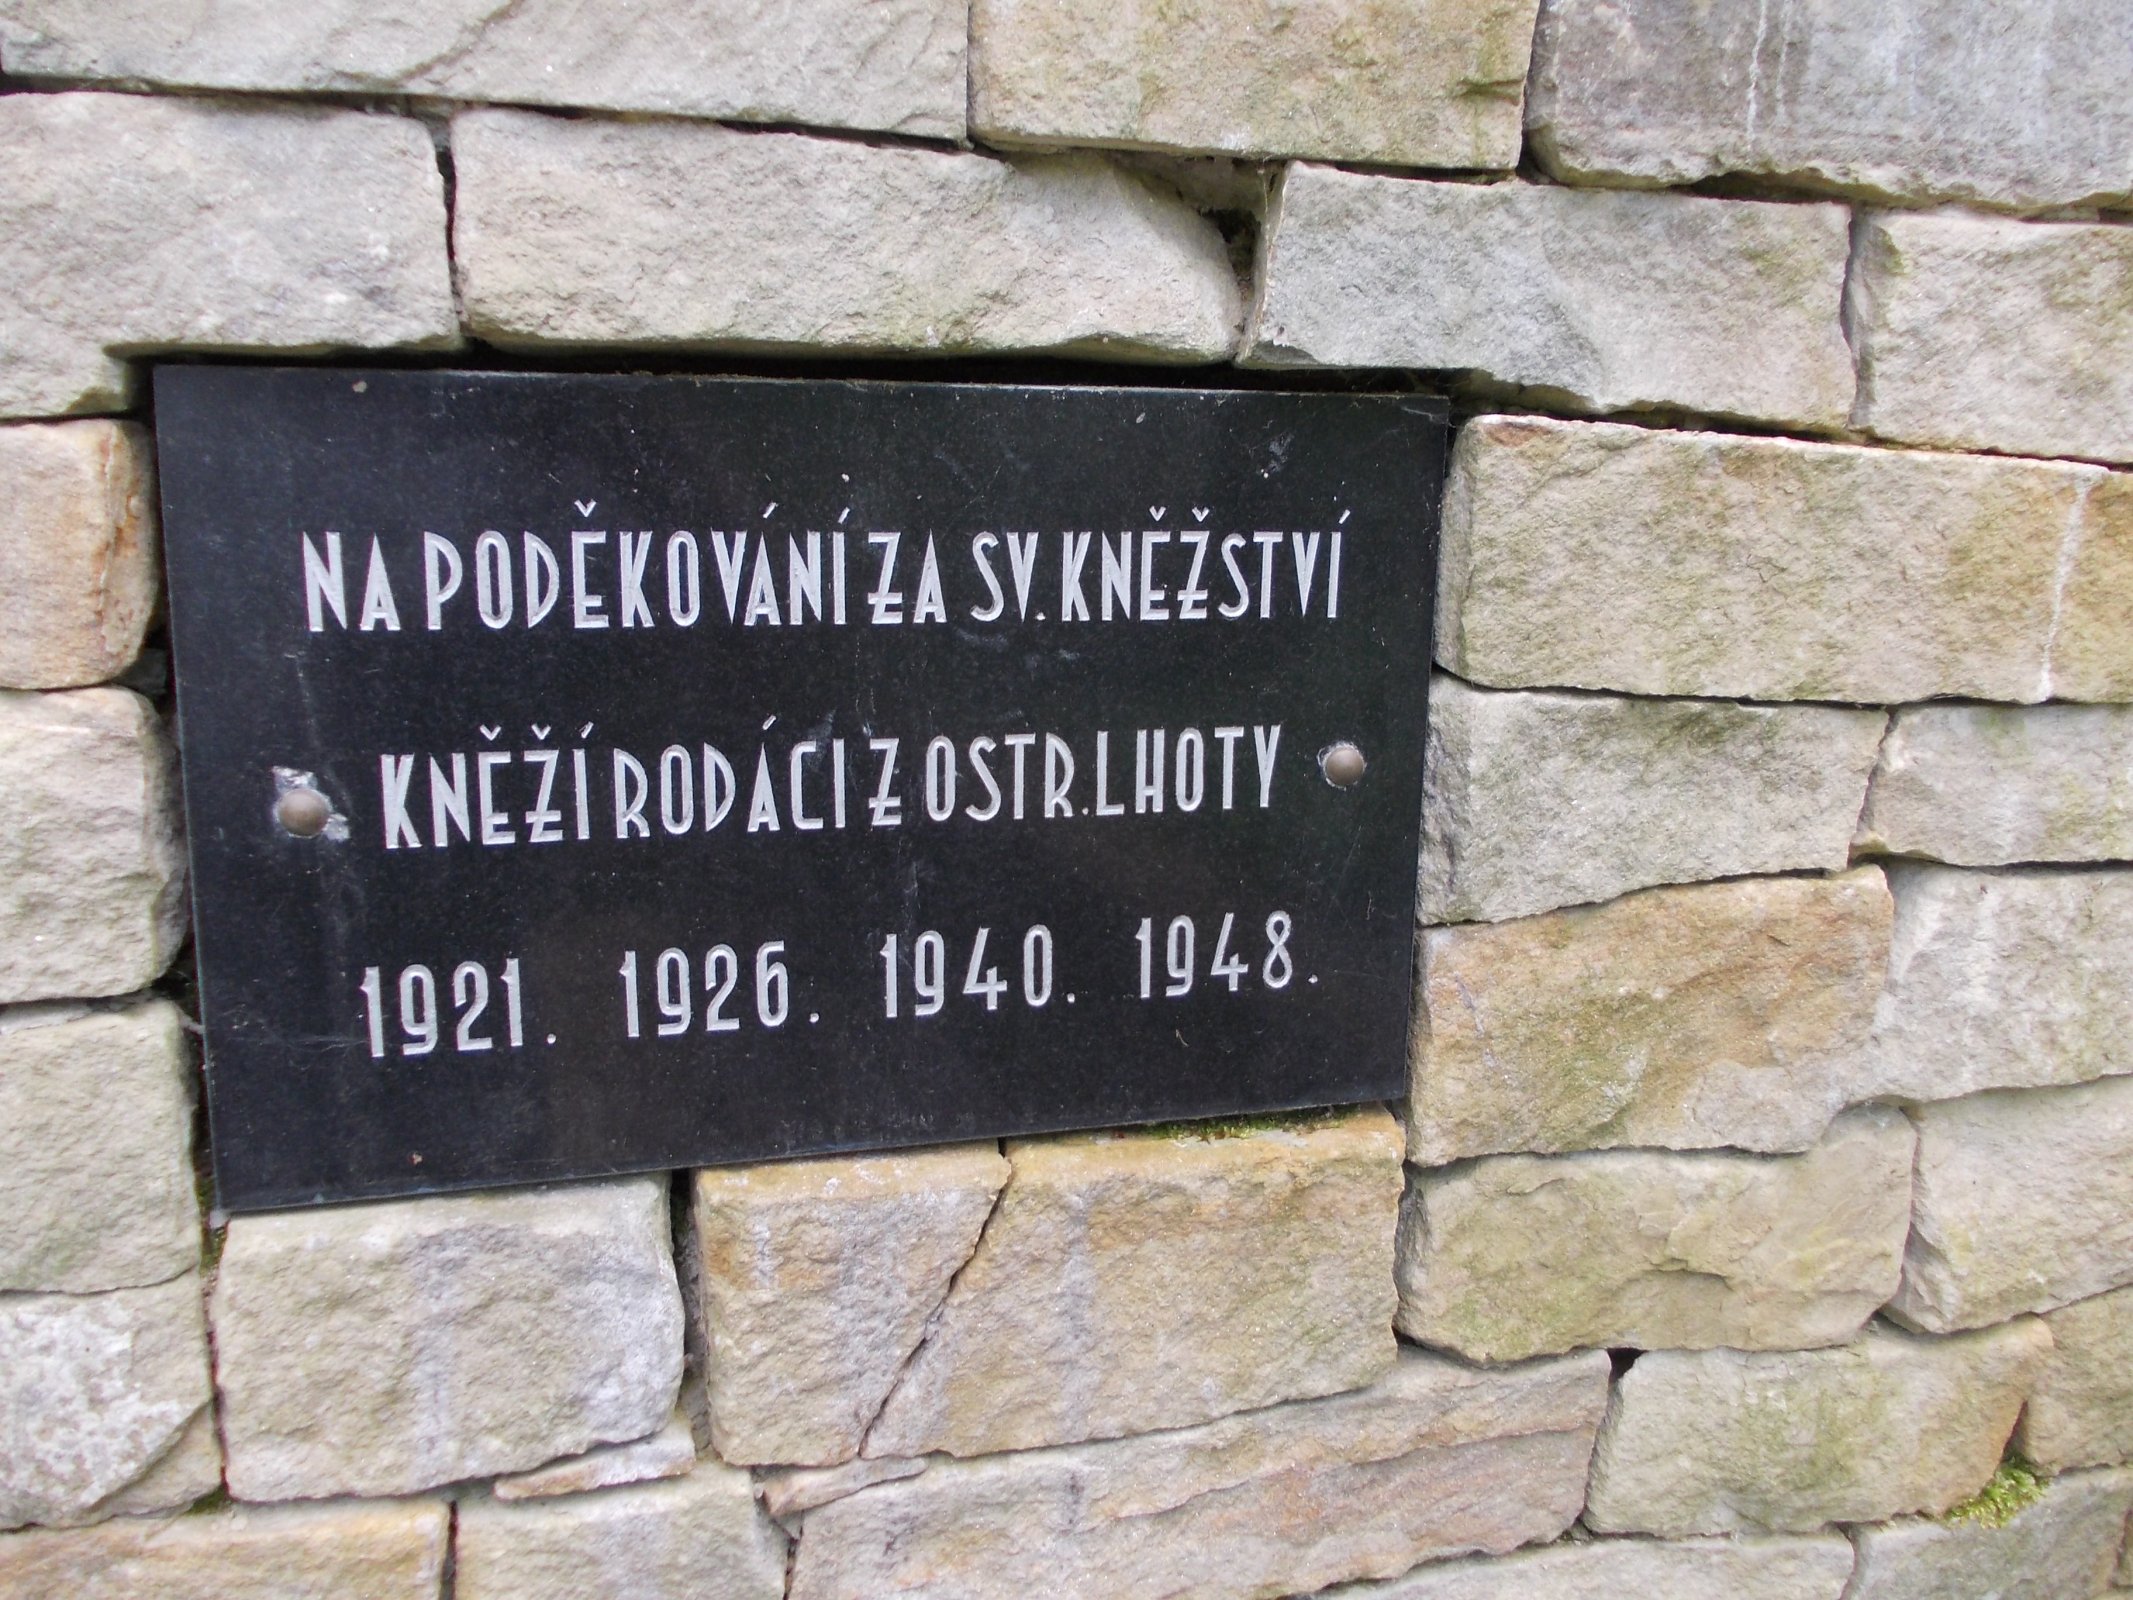 NA PODĚKOVÁNÍ ZA SV. KNĚŽSTVÍ
KNĚŽÍ RODÁCI Z OSTR. LHOTY
1921. 1926. 1940. 1948.